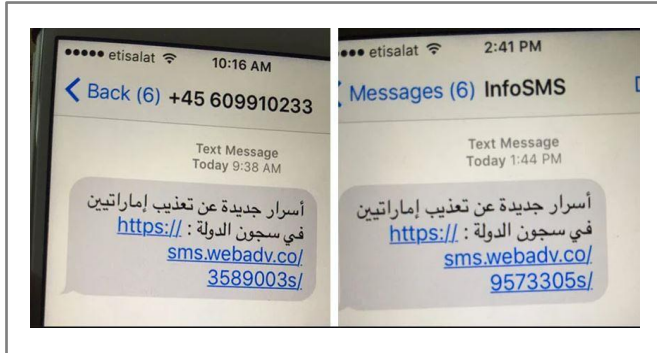 etisalat 10:16 AM
Back (6) +45 609910233
Text Message
Today 9:38 AM
أسرار جديدة عن تعذيب إماراتيين
في سجون الدولة : https://
sms.webadv.co/
3589003s/
etisalat 2:41 PM
Messages (6) InfoSMS
Text Message
Today 1:44 PM
أسرار جديدة عن تعذيب إماراتيين
في سجون الدولة : https://
sms.webadv.co/
9573305s/